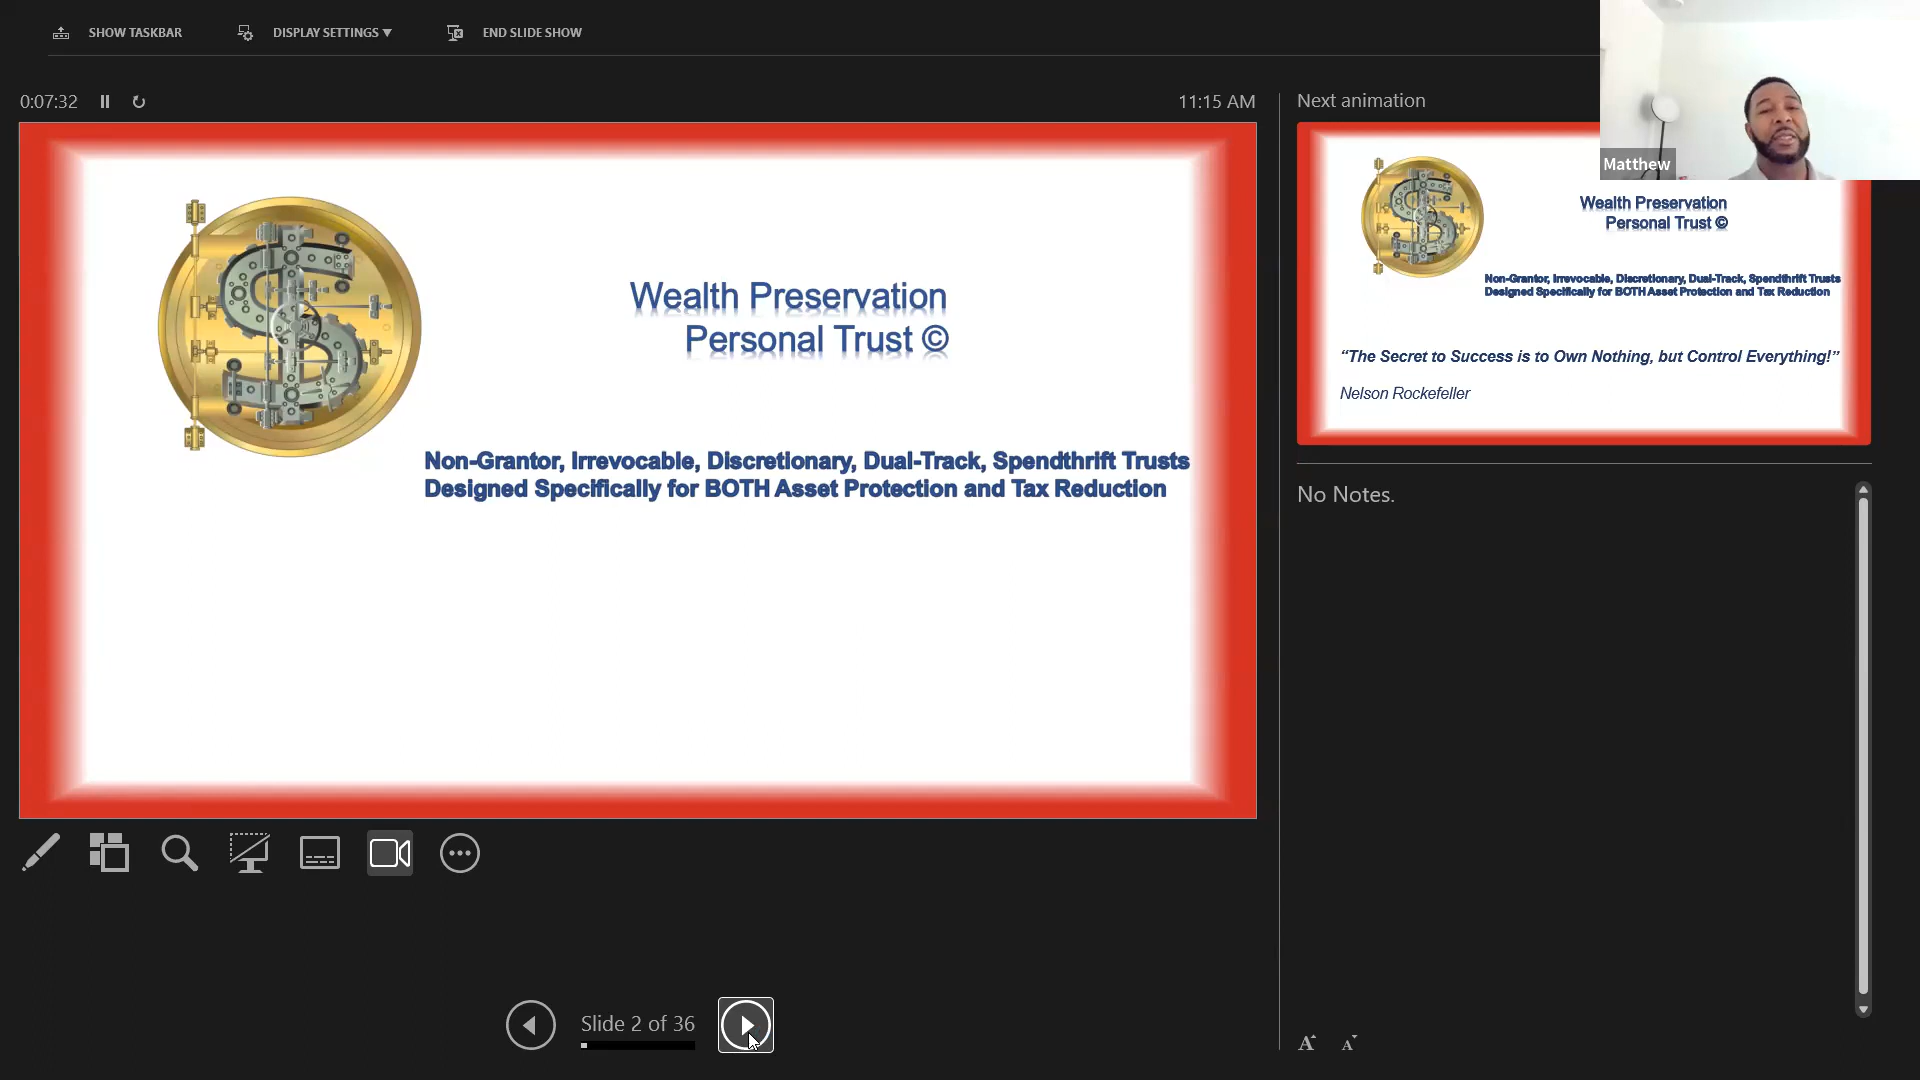 SHOW TASKBAR
DISPLAY SETTINGS ▼
END SLIDE SHOW
0:07:32
11:15 AM
Wealth Preservation
Personal Trust ©
Non-Grantor, Irrevocable, Discretionary, Dual-Track, Spendthrift Trusts
Designed Specifically for BOTH Asset Protection and Tax Reduction
Slide 2 of 36
Next animation
Matthew
Wealth Preservation
Personal Trust ©
Non-Grantor, Irrevocable, Discretionary, Dual-Track, Spendthrift Trusts
Designed Specifically for BOTH Asset Protection and Tax Reduction
“The Secret to Success is to Own Nothing, but Control Everything!”
Nelson Rockefeller
No Notes.
A A